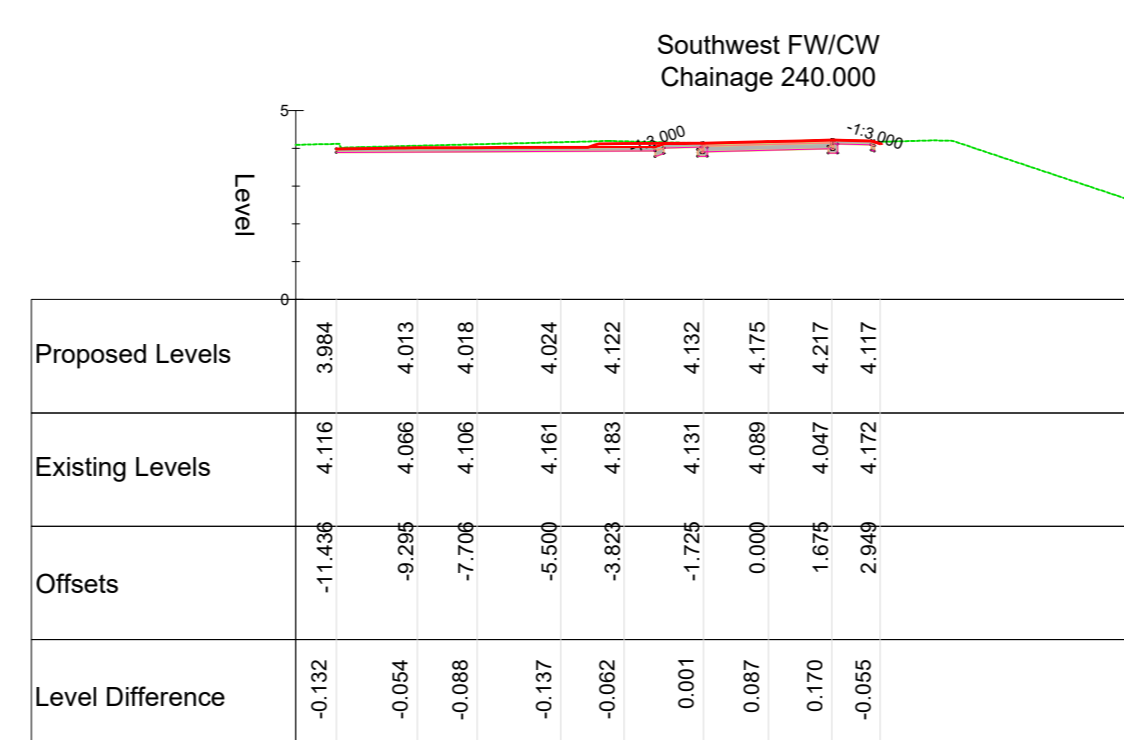 Southwest FW/CW
Chainage 240.000
5
-1:3.000
-1:3.000
Level
0
Proposed Levels 3.984 4.013 4.018 4.024 4.122 4.132 4.175 4.217 4.117
Existing Levels 4.116 4.066 4.106 4.161 4.183 4.131 4.089 4.047 4.172
Offsets -11.436 -9.295 -7.706 -5.500 -3.823 -1.725 0.000 1.675 2.949
Level Difference -0.132 -0.054 -0.088 -0.137 -0.062 0.001 0.087 0.170 -0.055